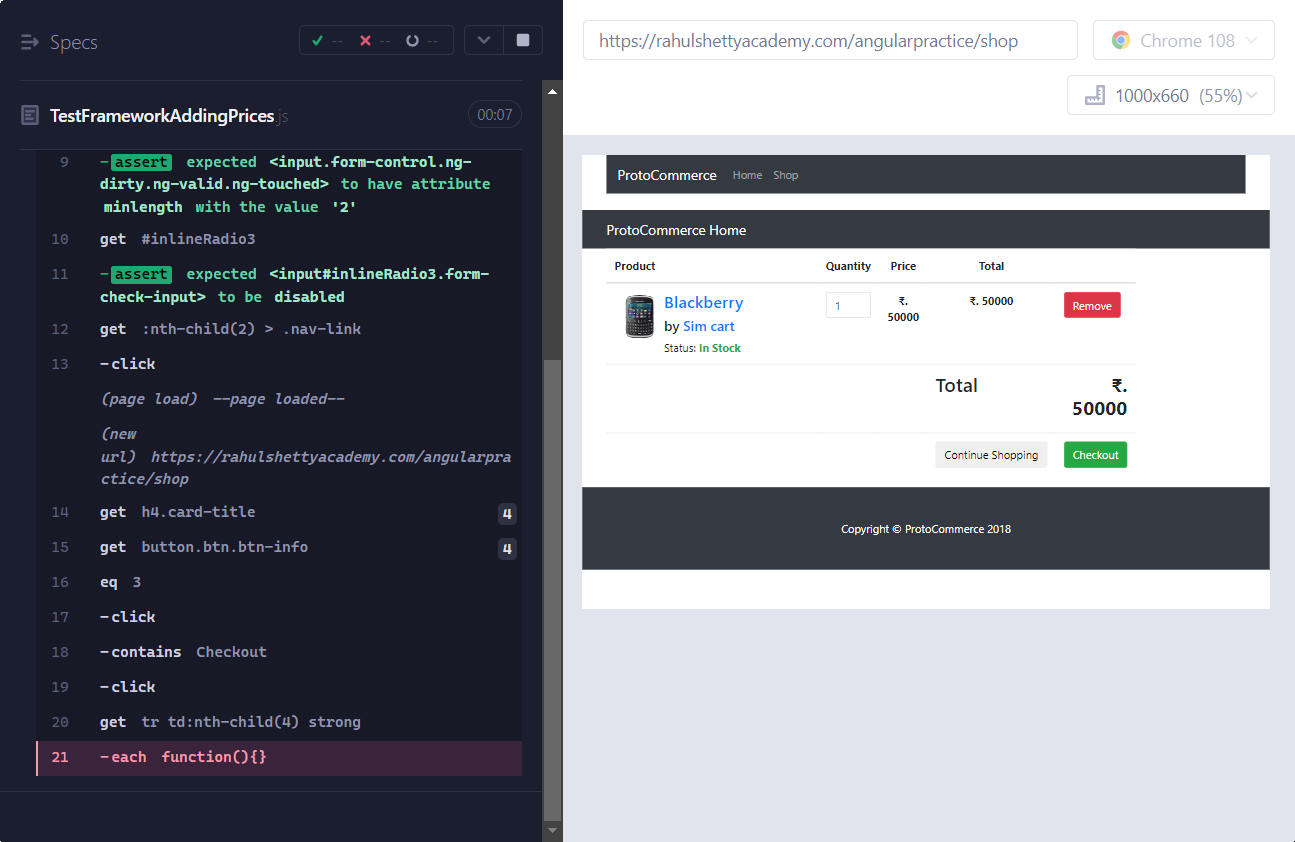 Specs
-- -- --
TestFrameworkAddingPrices.js
00:07
9 -assert expected <input.form-control.ng-
dirty.ng-valid.ng-touched> to have attribute
minlength with the value '2'
10 get #inlineRadio3
11 -assert expected <input#inlineRadio3.form-
check-input> to be disabled
12 get :nth-child(2) > .nav-link
13 -click
(page load) --page loaded--
(new
url) https://rahulshettyacademy.com/angularpra
ctice/shop
14 get h4.card-title 4
15 get button.btn.btn-info 4
16 eq 3
17 -click
18 -contains Checkout
19 -click
20 get tr td:nth-child(4) strong
21 -each function(){}
https://rahulshettyacademy.com/angularpractice/shop
Chrome 108
1000x660 (55%)
ProtoCommerce Home Shop
ProtoCommerce Home
Product Quantity Price Total
Blackberry
by Sim cart
Status: In Stock
1
₹.
50000
₹. 50000
Remove
Total
₹.
50000
Continue Shopping
Checkout
Copyright © ProtoCommerce 2018